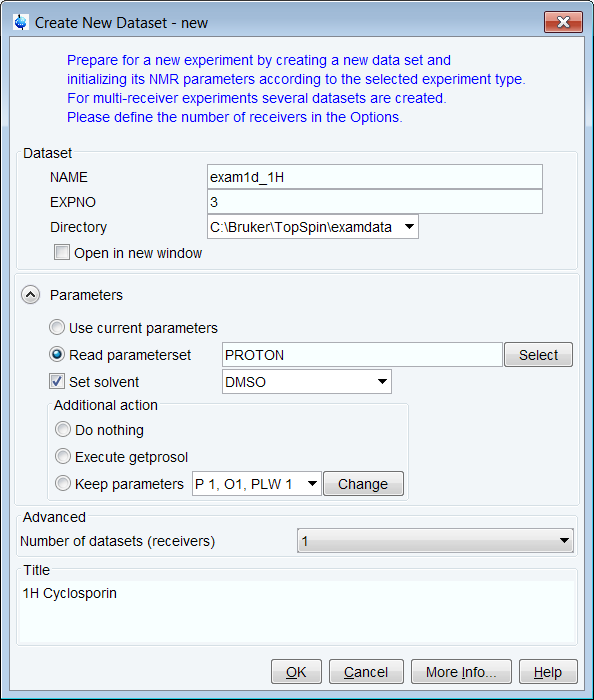 Create New Dataset - new
Prepare for a new experiment by creating a new data set and
initializing its NMR parameters according to the selected experiment type.
For multi-receiver experiments several datasets are created.
Please define the number of receivers in the Options.
Dataset
NAME exam1d_1H
EXPNO 3
Directory C:\Bruker\TopSpin\examdata
Open in new window
Parameters
Use current parameters
Read parameterset PROTON Select
Set solvent DMSO
Additional action
Do nothing
Execute getprosol
Keep parameters P 1, O1, PLW 1 Change
Advanced
Number of datasets (receivers) 1
Title
1H Cyclosporin
OK Cancel More Info... Help